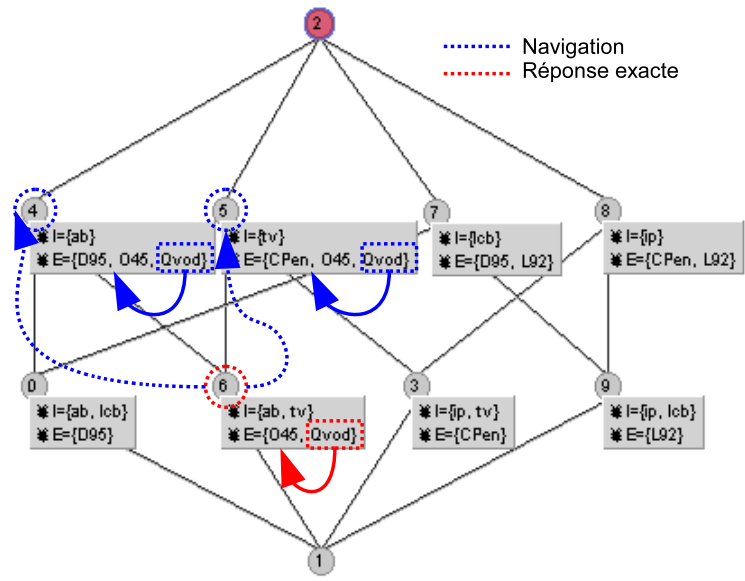 2
Navigation
Réponse exacte
4
I={ab}
E={D95, O45, Qvod}
5
I={tv}
E={CPen, O45, Qvod}
7
I={lcb}
E={D95, L92}
8
I={ip}
E={CPen, L92}
0
I={ab, lcb}
E={D95}
6
I={ab, tv}
E={O45, Qvod}
3
I={ip, tv}
E={CPen}
9
I={ip, lcb}
E={L92}
1